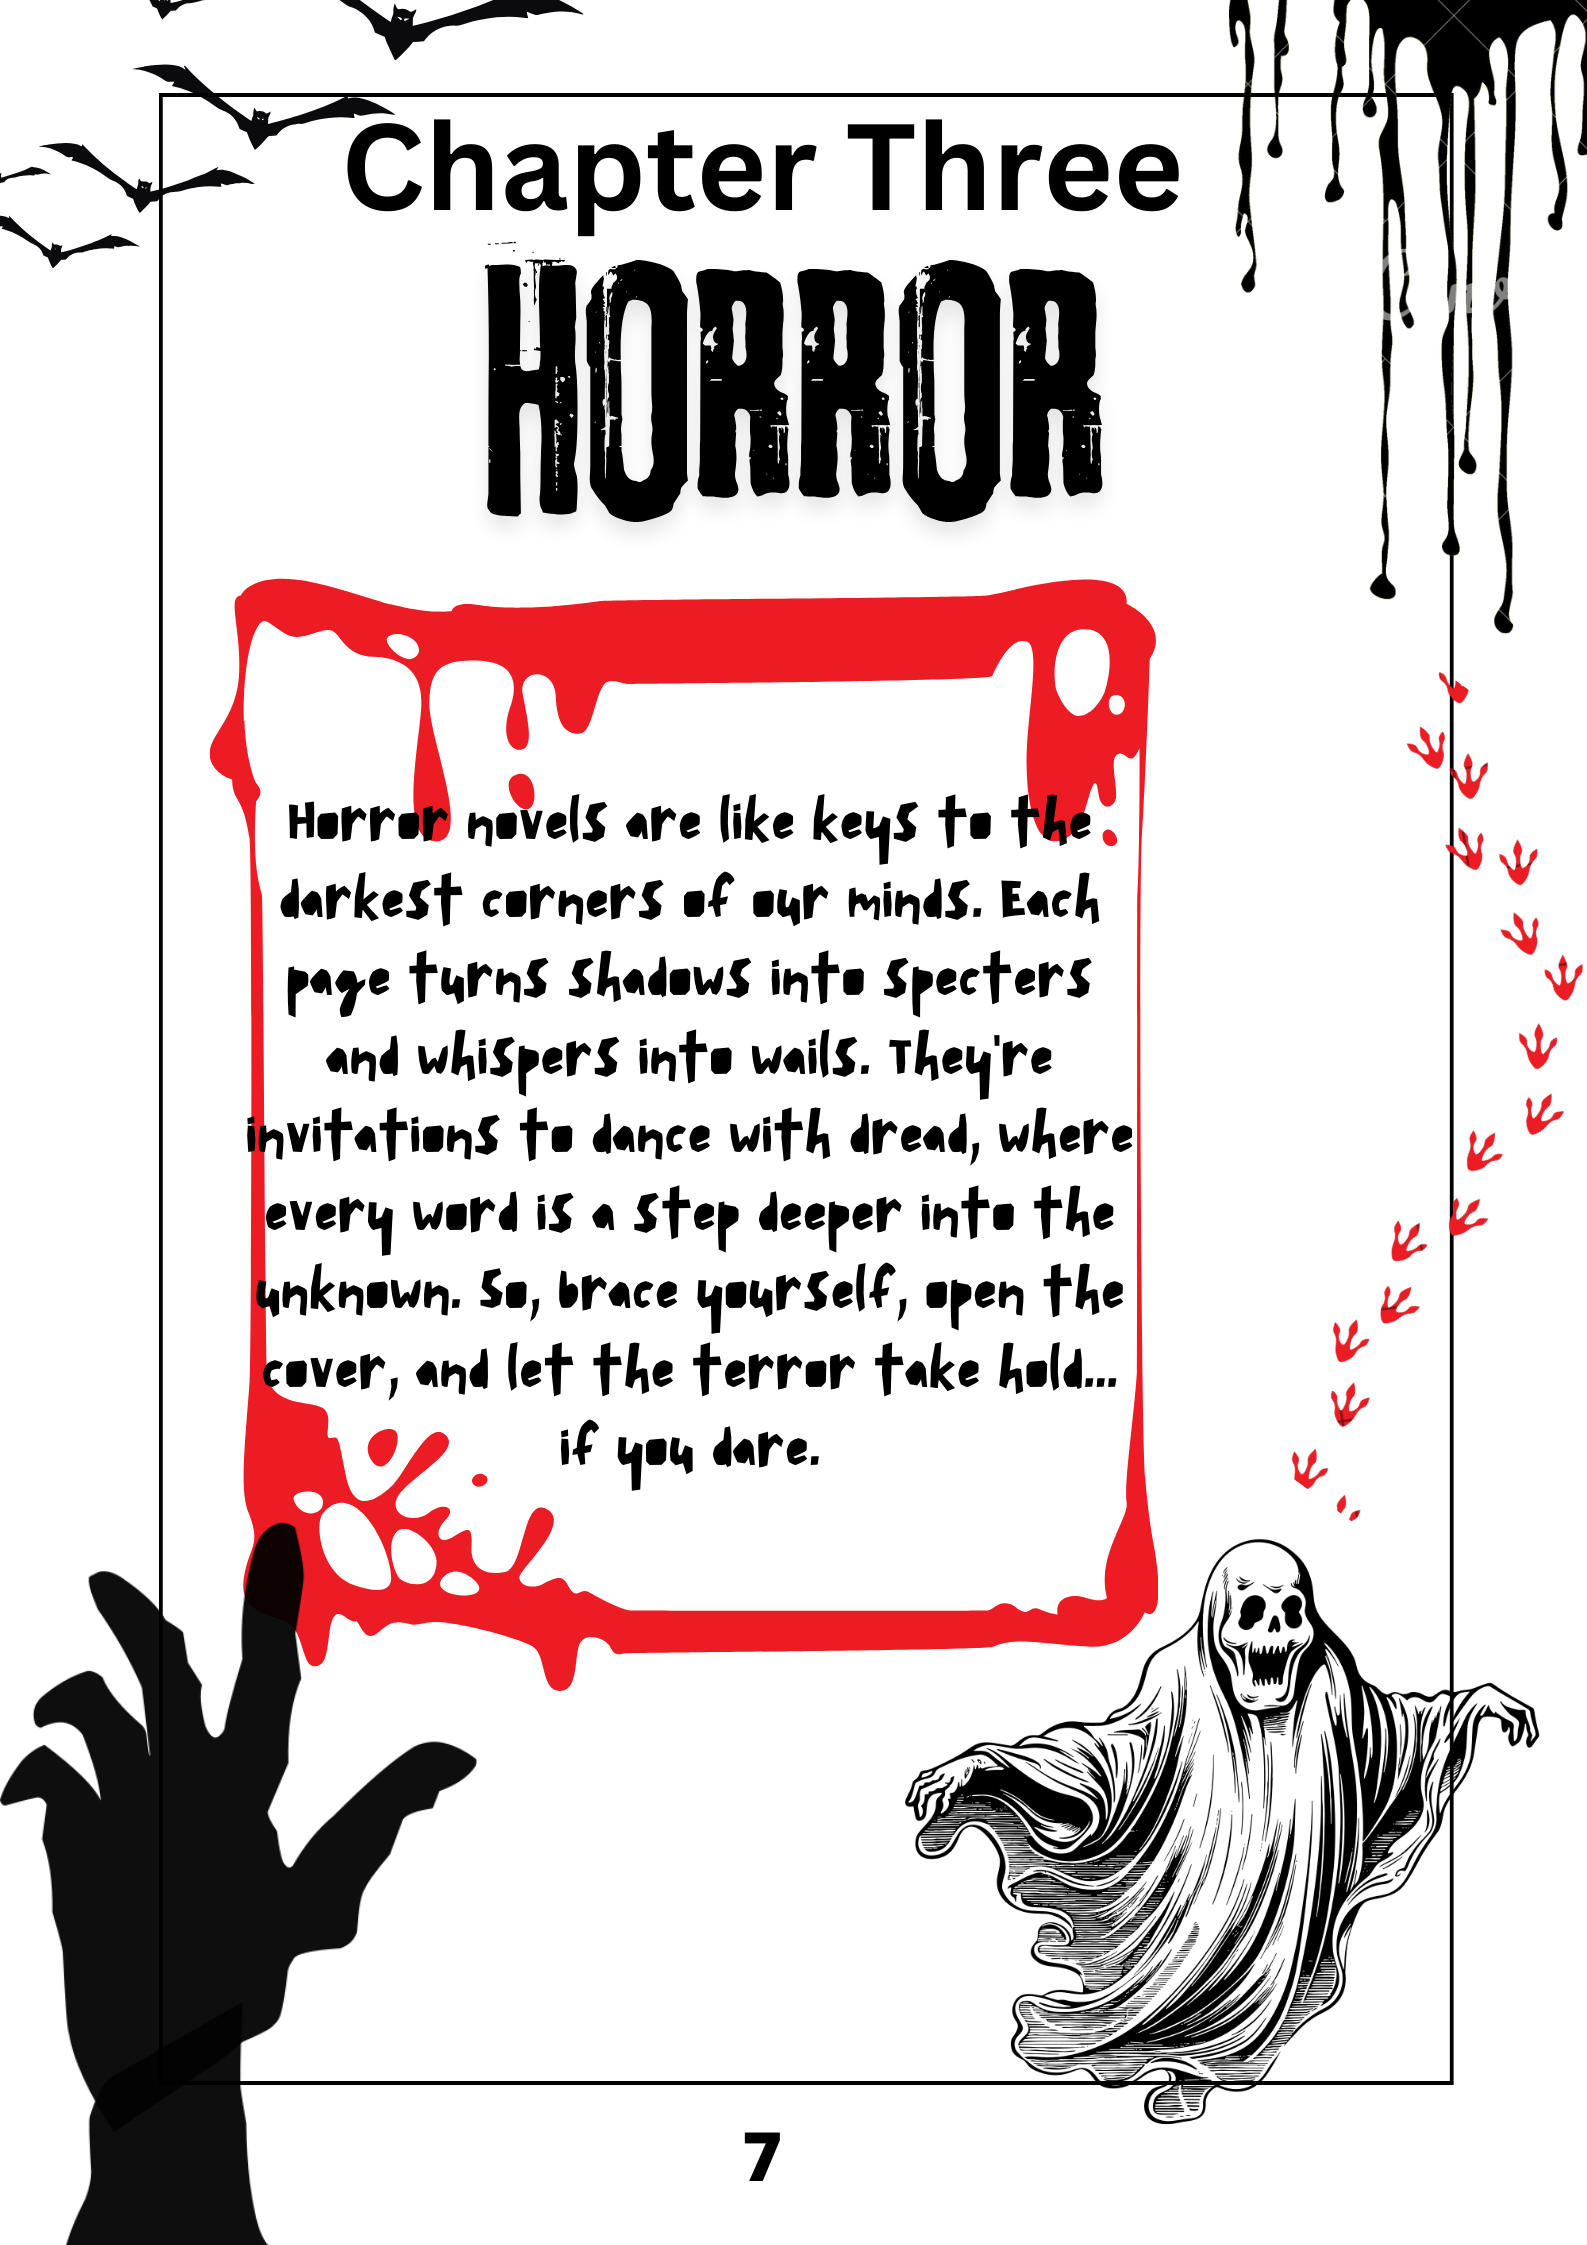 Chapter Three
HORROR
Horror novels are like keys to the
darkest corners of our minds. Each
page turns shadows into specters
and whispers into wails. They're
invitations to dance with dread, where
every word is a step deeper into the
unknown. So, brace yourself, open the
cover, and let the terror take hold...
if you dare.
7